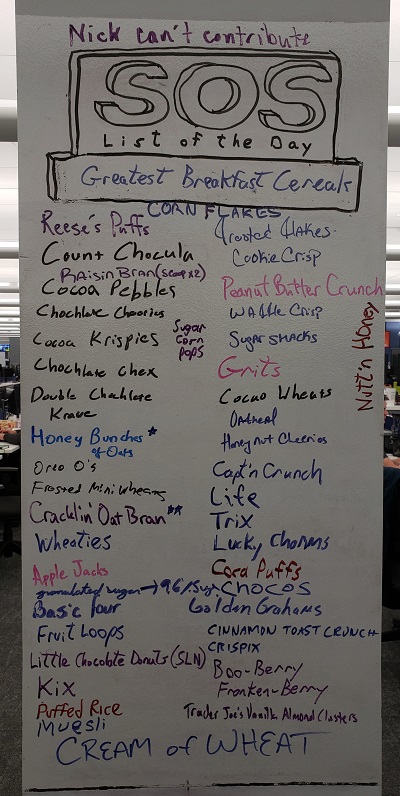 Nick can't contribute
SOS
List of the Day
Greatest Breakfast Cereals
CORN FLAKES
Reese's Puffs
Count Chocula
RAisin Bran (scoop x2)
Cocoa Pebbles
Chochlate Cheerios
Cocoa Krispies
Sugar
Corn
Pops
Chochlate Chex
Double Chochlate
Krave
Honey Bunches *
of Oats
Oreo O's
Frosted Mini Wheats
Cracklin' Oat Bran **
Wheaties
Apple Jacks
granulated sugar → 96%
Basic four
Fruit Loops
Little Chocolate Donuts (SLN)
Kix
Puffed Rice
Muesli
Frosted Flakes
Cookie Crisp
Peanut Butter Crunch
Waffle Crisp
Sugar SMACKS
Nutt'n Honey
Grits
Cocao Wheats
Oatmeal
Honey nut Cheerios
Capt'n Crunch
Life
Trix
Lucky Charms
Corn Puffs
CHOCOS
Golden Grahams
CINNAMON TOAST CRUNCH
CRISPIX
Boo-Berry
Franken-Berry
Trader Joe's Vanilla Almond Clusters
CREAM of WHEAT